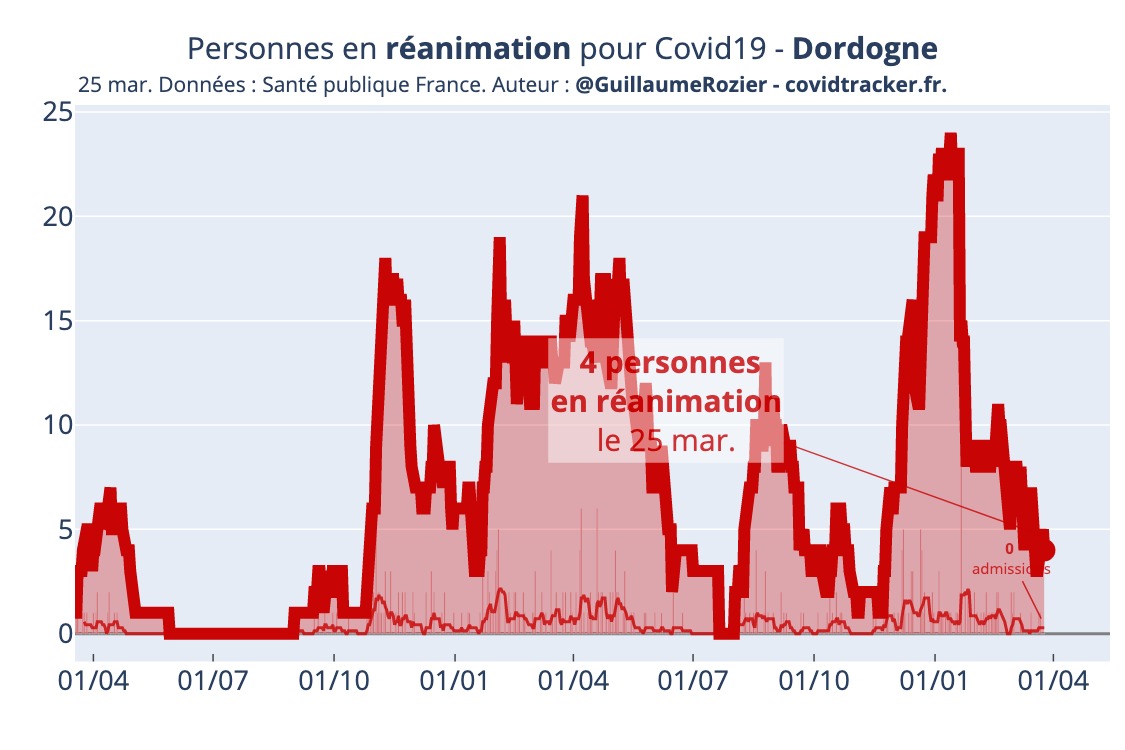 Personnes en réanimation pour Covid19 - Dordogne
25 mar. Données : Santé publique France. Auteur : @GuillaumeRozier - covidtracker.fr.
25
20
15
10
5
0
4 personnes
en réanimation
le 25 mar.
0
admissions
01/04
01/07
01/10
01/01
01/04
01/07
01/10
01/01
01/04